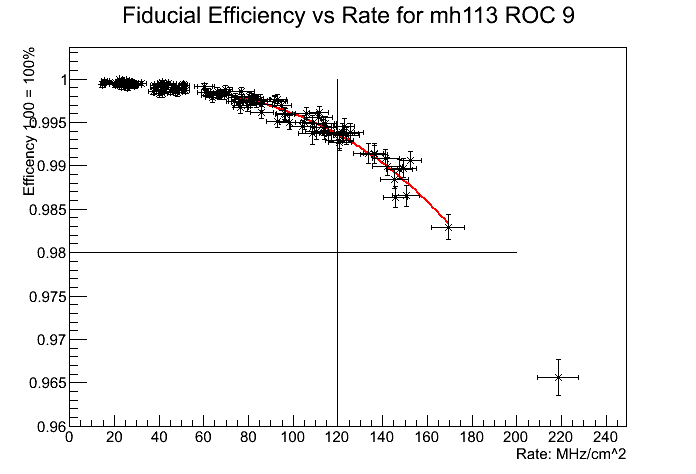 Fiducial Efficiency vs Rate for mh113 ROC 9
Efficency 1.00 = 100%
1
0.995
0.99
0.985
0.98
0.975
0.97
0.965
0.96
0 20 40 60 80 100 120 140 160 180 200 220 240
Rate: MHz/cm^2